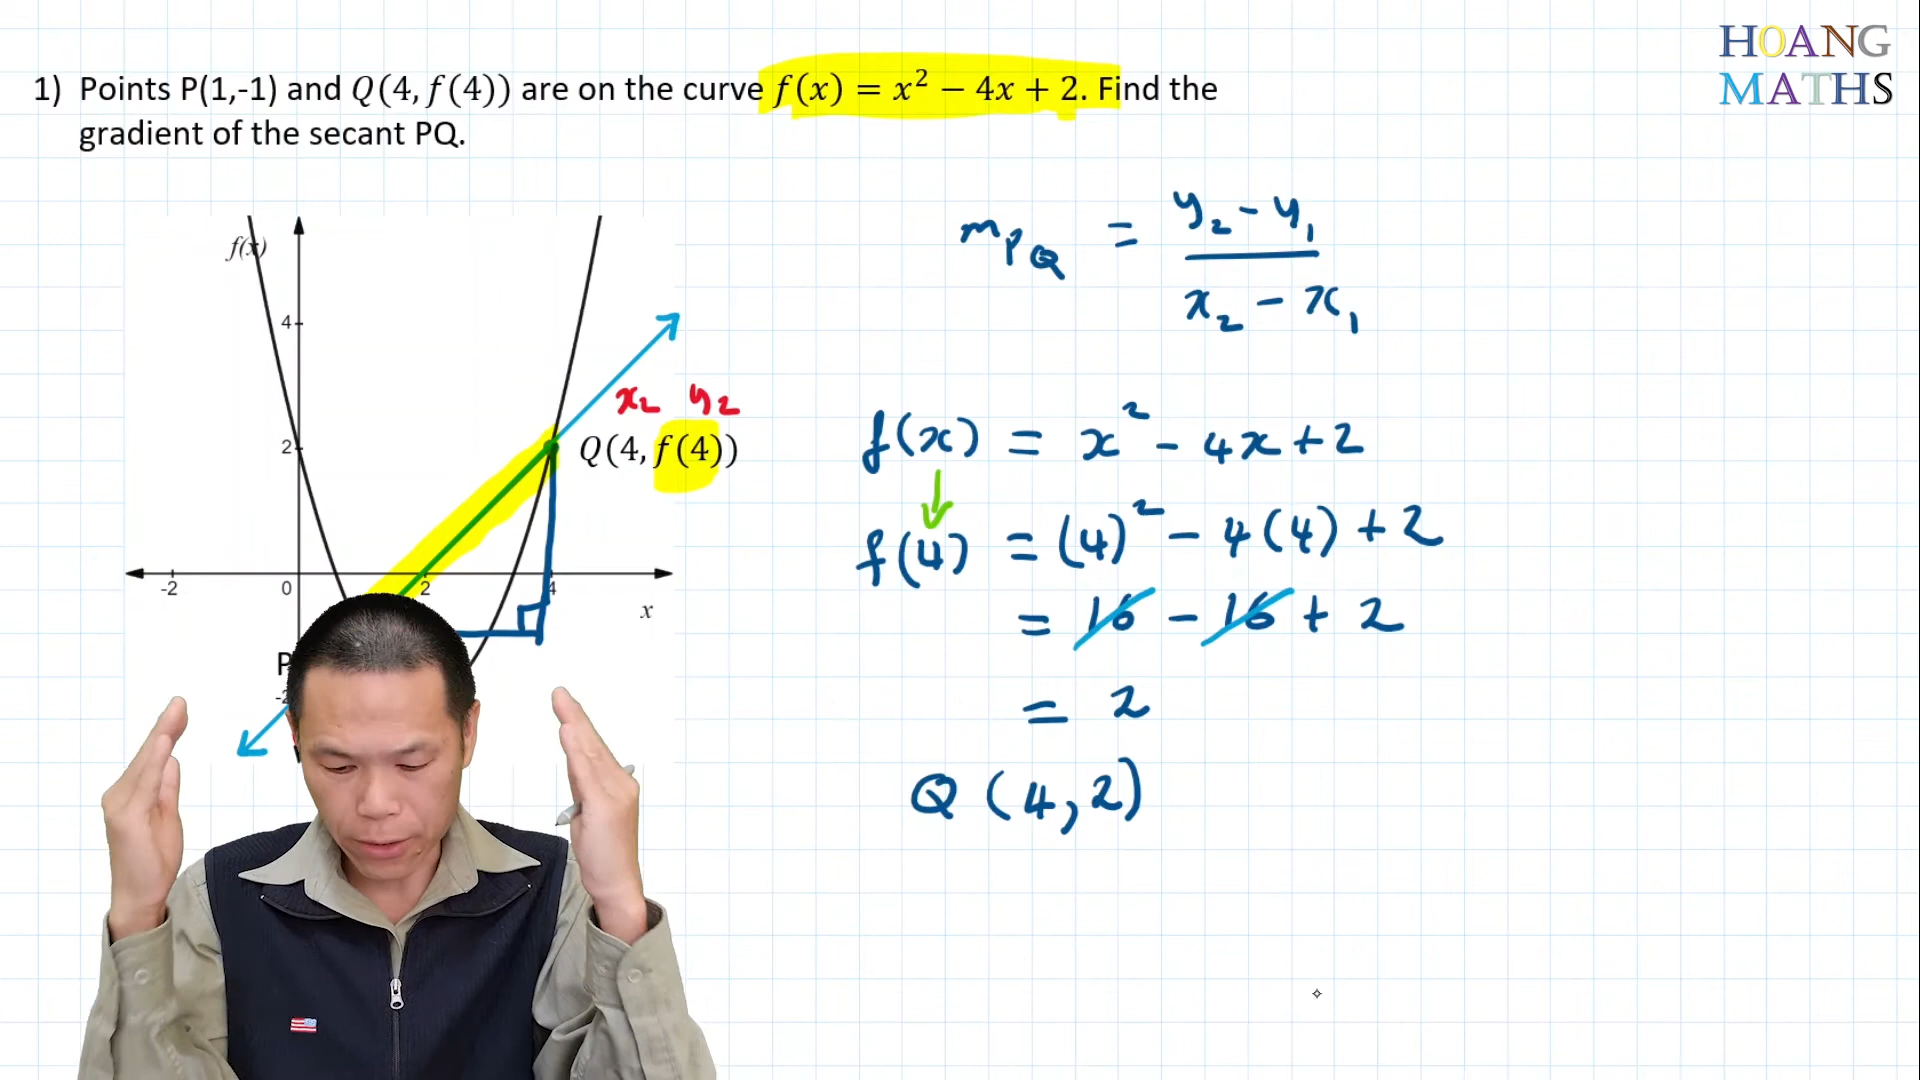 HOANG
MATHS
1) Points P(1,-1) and Q(4, f(4)) are on the curve f(x) = x² − 4x + 2. Find the
gradient of the secant PQ.
m_PQ = (y₂ − y₁)/(x₂ − x₁)
f(x)
4
x₂ y₂
2
Q(4, f(4))
-2 0 2 4
x
P
-2
f(x) = x² − 4x + 2
f(4) = (4)² − 4(4) + 2
= 16 − 16 + 2
= 2
Q (4, 2)